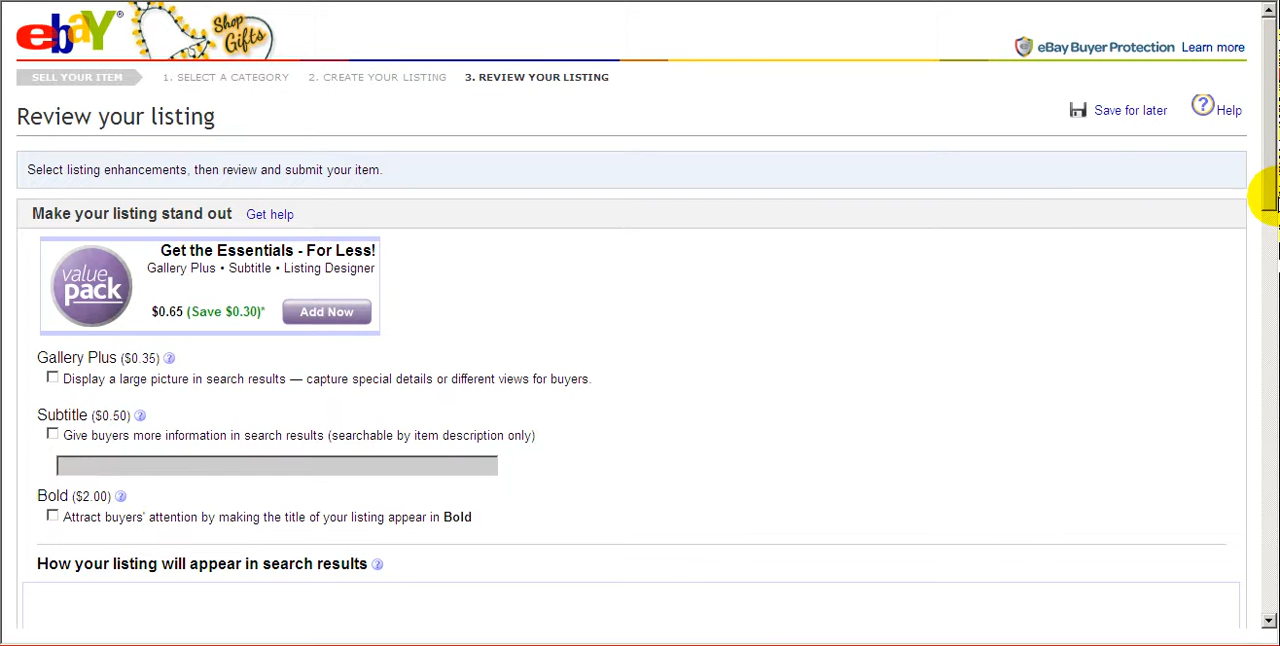 ebay® Shop Gifts
eBay Buyer Protection Learn more
SELL YOUR ITEM 1. SELECT A CATEGORY 2. CREATE YOUR LISTING 3. REVIEW YOUR LISTING
Review your listing
Save for later ? Help
Select listing enhancements, then review and submit your item.
Make your listing stand out Get help
value pack
Get the Essentials - For Less!
Gallery Plus • Subtitle • Listing Designer
$0.65 (Save $0.30)* Add Now
Gallery Plus ($0.35) ?
Display a large picture in search results — capture special details or different views for buyers.
Subtitle ($0.50) ?
Give buyers more information in search results (searchable by item description only)
Bold ($2.00) ?
Attract buyers' attention by making the title of your listing appear in Bold
How your listing will appear in search results ?